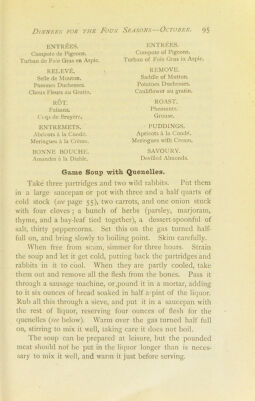 DINNERS FOR THE FOUR SEASONS—OCTOBER. 95
ENTRÉES.
Compote de Pigeons.
Turban de Foie Gras en Aspic.
RELEVÉ.
Selle de Mouton.
Pommes Duchesses.
Choux Fleurs au Gratin.
RÔT.
Faisans.
Coqs de Bruyère.
ENTREMETS.
Abricots à la Condé.
Meringues à la Crème.
BONNE BOUCHE.
Amandes à la Diable.
ENTRÉES.
Compote of Pigeons.
Turban of Foie Gras in Aspic.
REMOVE.
Saddle of Mutton.
Potatoes Duchesses.
Cauliflower au gratin.
ROAST.
Pheasants.
Grouse.
PUDDINGS.
Apricots à la Condé.
Meringues with Cream.
SAVOURY.
Devilled Almonds.
Game Soup with Quenelles.
Take three partridges and two wild rabbits. Put them
in a large saucepan or pot with three and a half quarts of
cold stock (see page 55), two carrots, and one onion stuck
with four cloves; a bunch of herbs (parsley, marjoram,
thyme, and a bay-leaf tied together), a dessert-spoonful of
salt, thirty peppercorns. Set this on the gas turned half-
full on, and bring slowly to boiling point. Skim carefully.
When free from scum, simmer for three hours. Strain
the soup and let it get cold, putting back the partridges and
rabbits in it to cool. When they are partly cooled, take
them out and remove all the flesh from the bones. Pass it
through a sausage machine, or pound it in a mortar, adding
to it six ounces of bread soaked in half a-pint of the liquor.
Rub all this through a sieve, and put it in a saucepan with
the rest of liquor, reserving four ounces of flesh for the
quenelles (see below). Warm over the gas turned half full
on, stirring to mix it well, taking care it does not boil.
The soup can be prepared at leisure, but the pounded
meat should not be put in the liquor longer than is neces-
sary to mix it well, and warm it just before serving.